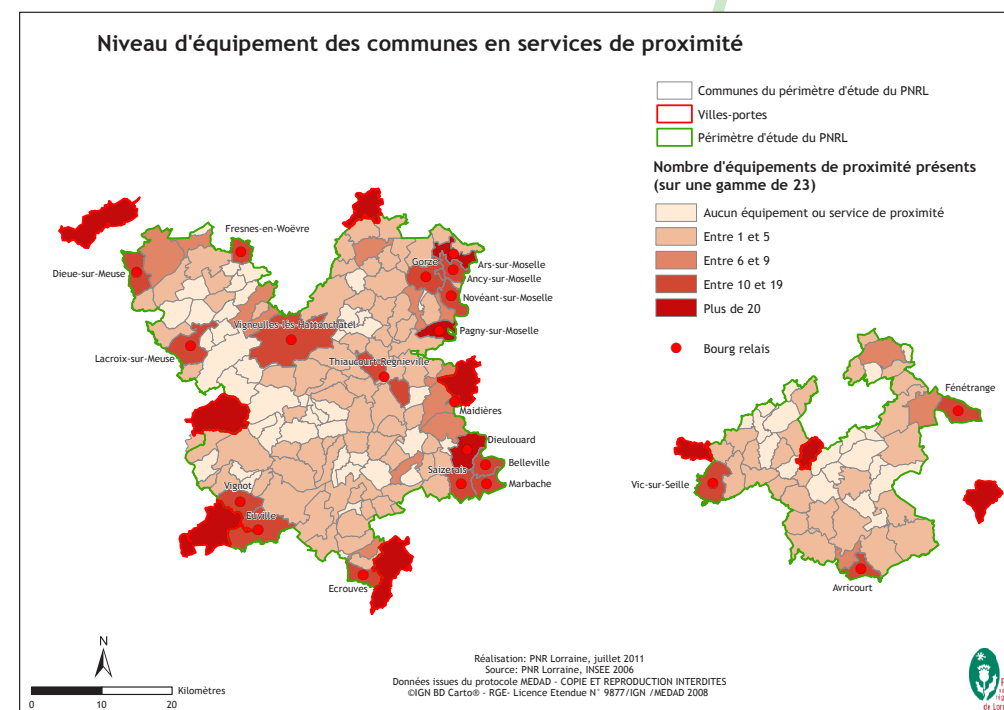 Niveau d'équipement des communes en services de proximité
Communes du périmètre d'étude du PNRL
Villes-portes
Périmètre d'étude du PNRL
Nombre d'équipements de proximité présents
(sur une gamme de 23)
Aucun équipement ou service de proximité
Entre 1 et 5
Entre 6 et 9
Entre 10 et 19
Plus de 20
Bourg relais
Fresnes-en-Woëvre
Dieue-sur-Meuse
Gorze
Ars-sur-Moselle
Ancy-sur-Moselle
Novéant-sur-Moselle
Vigneulles-lès-Hattonchâtel
Pagny-sur-Moselle
Lacroix-sur-Meuse
Thiaucourt-Regniéville
Maidières
Dieulouard
Belleville
Saizerais
Marbache
Vignot
Euville
Ecrouves
Fénétrange
Vic-sur-Seille
Avricourt
N
Kilomètres
0 10 20
Réalisation: PNR Lorraine, juillet 2011
Source: PNR Lorraine, INSEE 2006
Données issues du protocole MEDAD - COPIE ET REPRODUCTION INTERDITES
©IGN BD Carto® - RGE- Licence Etendue N° 9877/IGN /MEDAD 2008